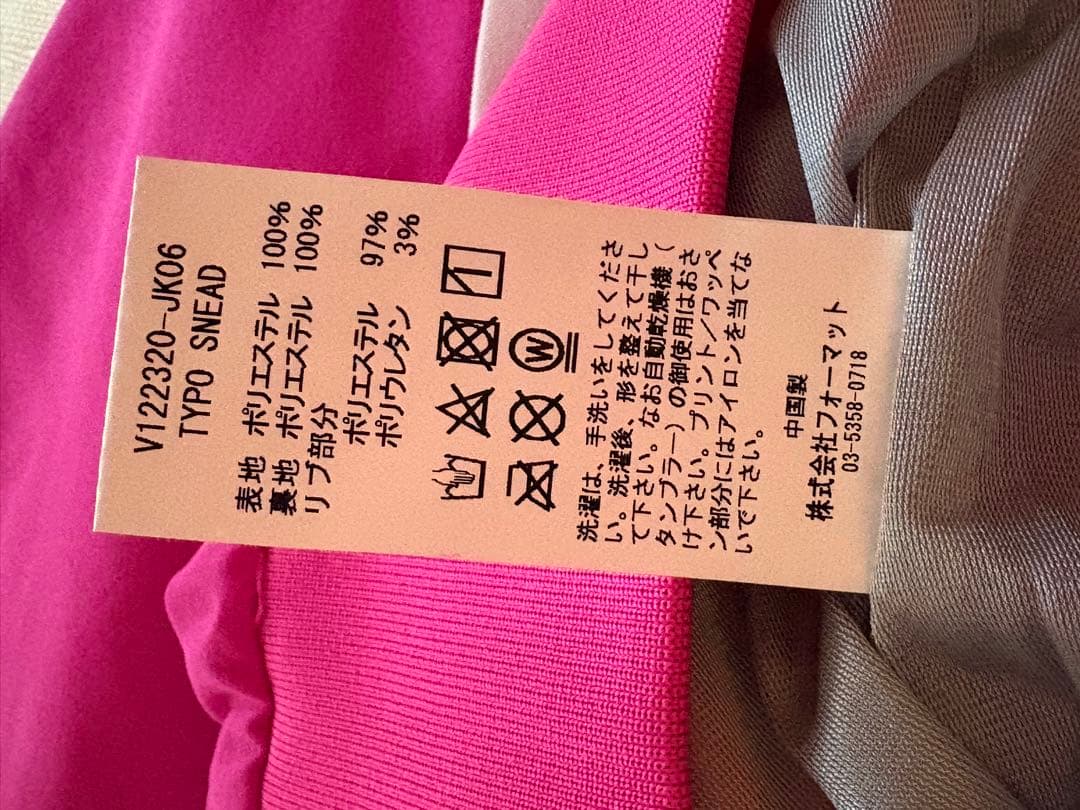 V122320-JK06
TYPO SNEAD
表地 ポリエステル 100%
裏地 ポリエステル 100%
リブ部分
ポリエステル 97%
ポリウレタン 3%
W
洗濯は、手洗いをしてくださ
い。洗濯後、形を整えて干し
て下さい。なお自動乾燥機(
タンブラー)の御使用はおさ
け下さい。プリント/ワッペ
ン部分にはアイロンを当てな
いで下さい。
中国製
株式会社フォーマット
03-5358-0718